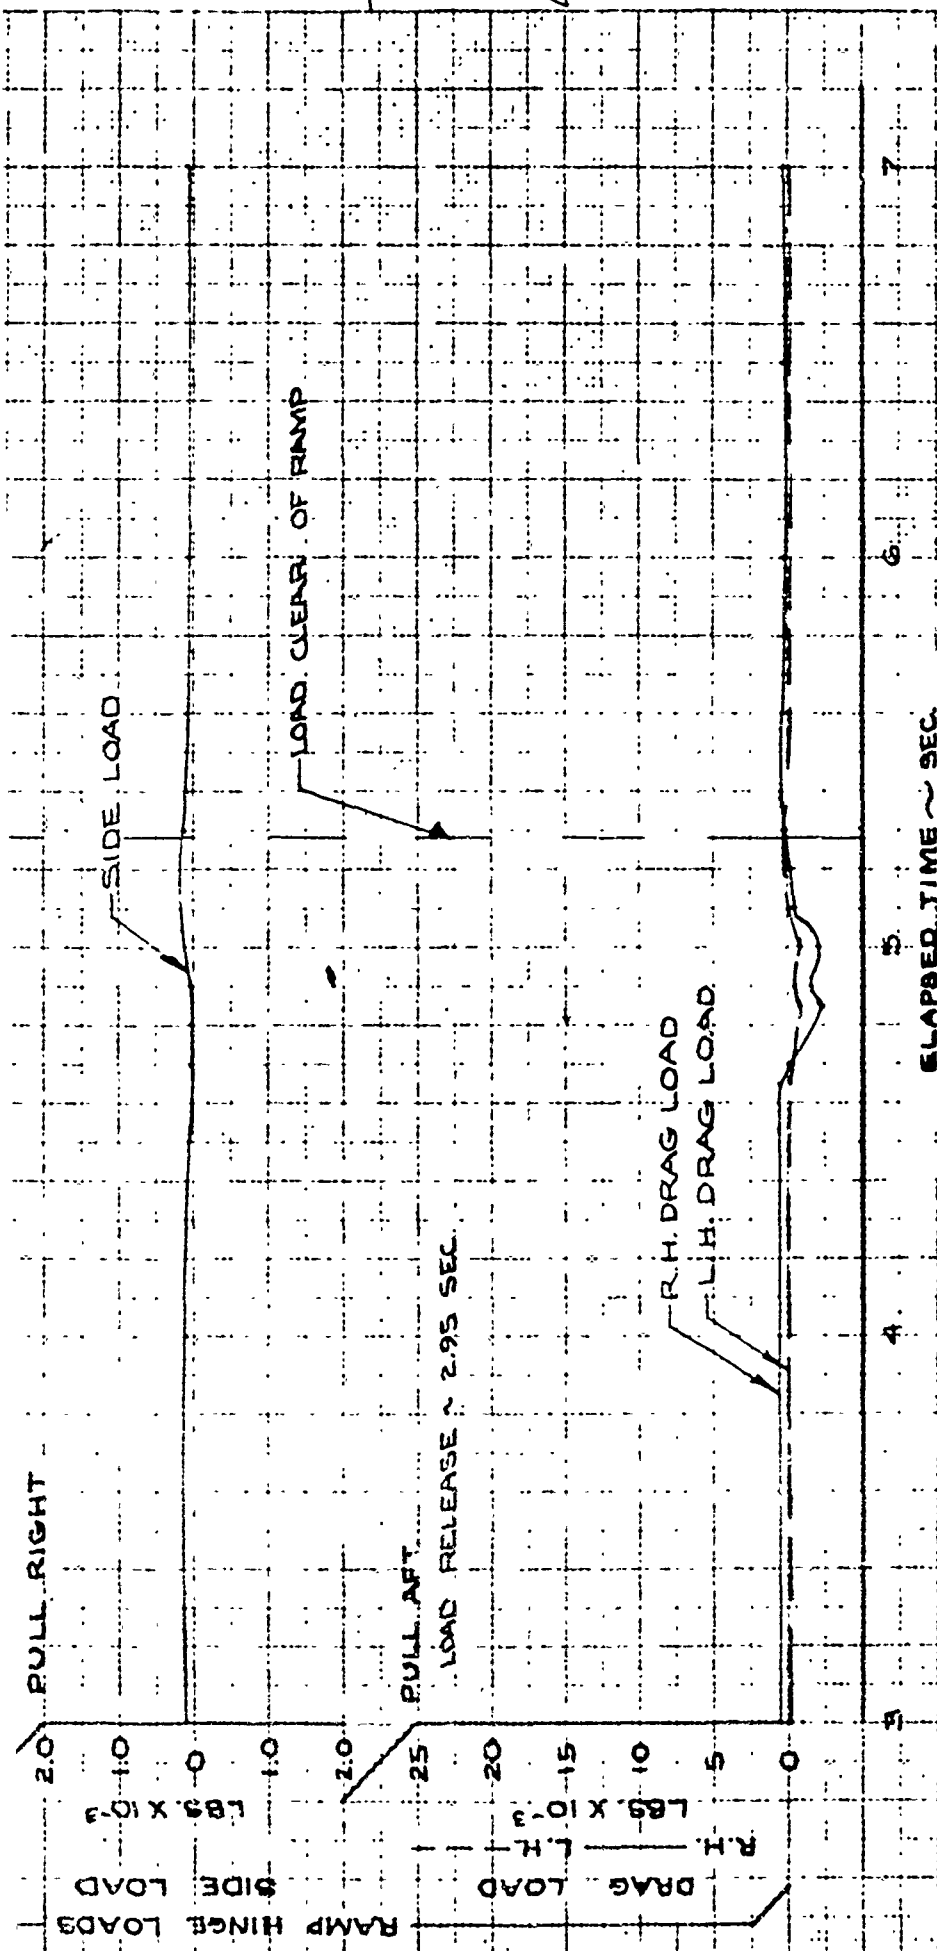 RAMP HINGE LOADS
SIDE LOAD
LBS. X 10⁻³
2.0
1.0
0
1.0
2.0
PULL RIGHT
SIDE LOAD
LOAD CLEAR OF RAMP
DRAG LOAD
R.H. L.H.
LBS. X 10⁻³
25
20
15
10
5
0
PULL AFT
LOAD RELEASE ~ 2.95 SEC.
R.H. DRAG LOAD
L.H. DRAG LOAD
3 4 5 6 7
ELAPSED TIME ~ SEC.